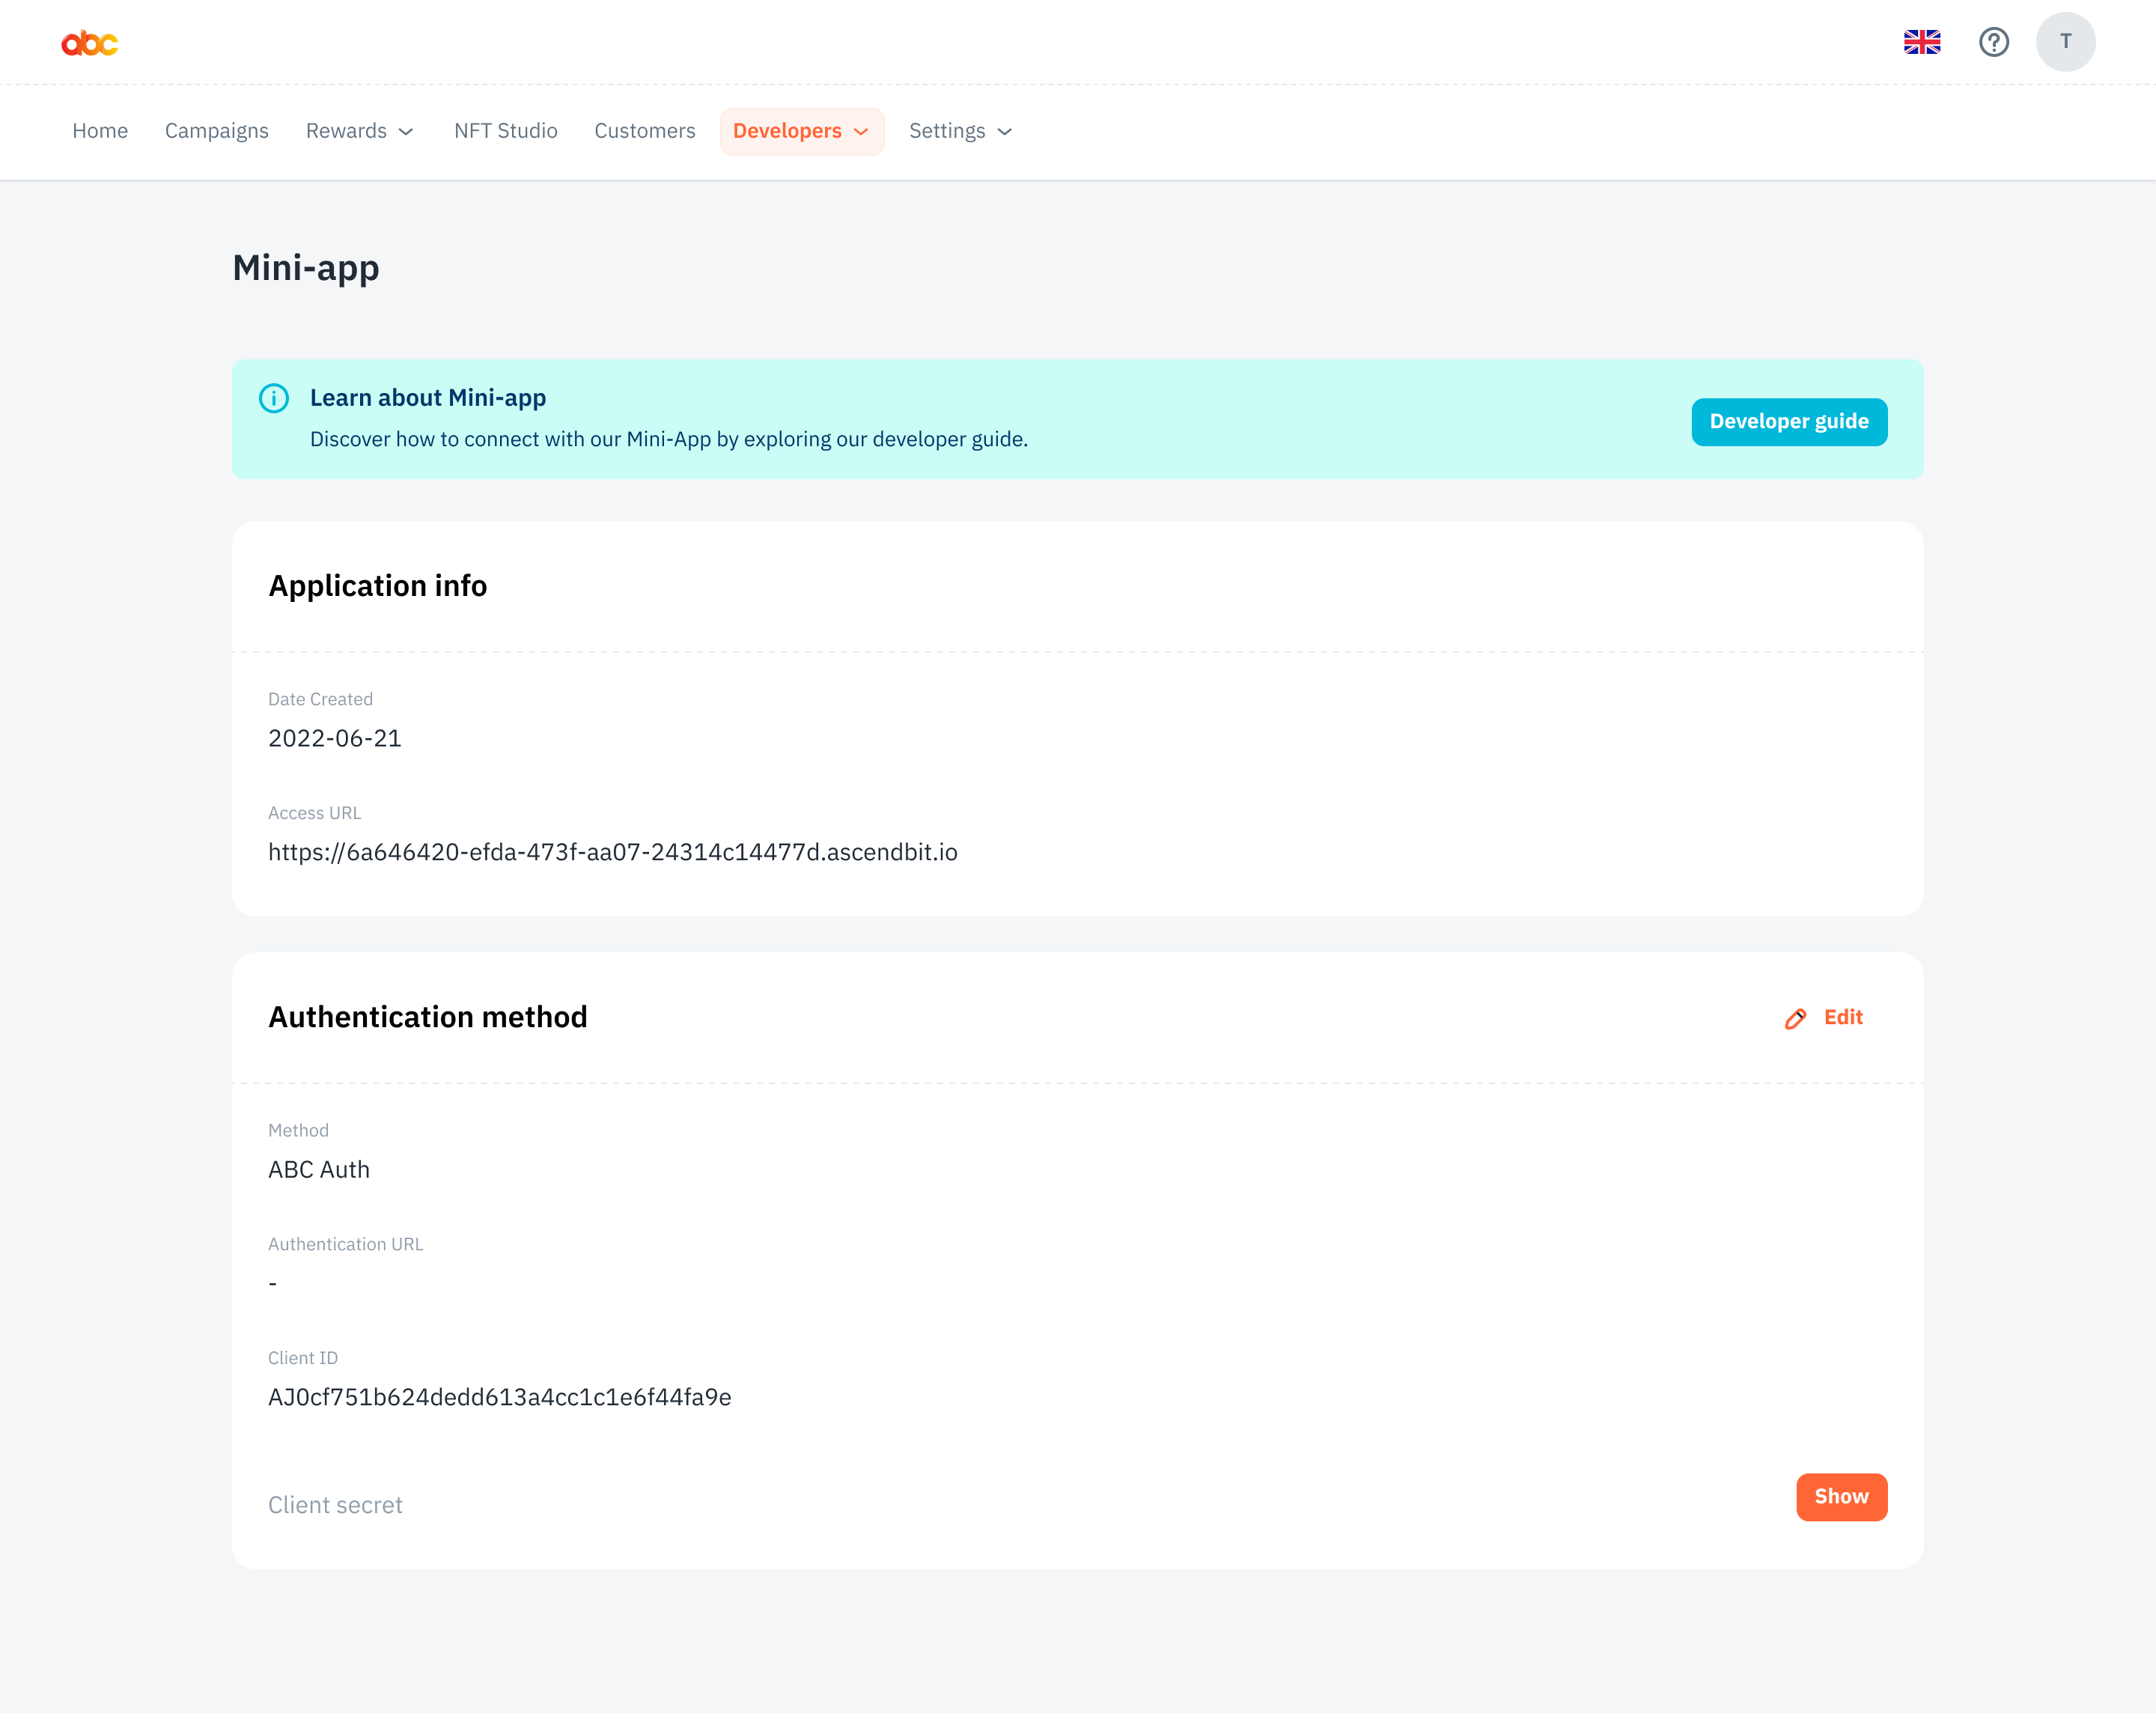 abc
T
Home Campaigns Rewards NFT Studio Customers Developers Settings
Mini-app
Learn about Mini-app
Discover how to connect with our Mini-App by exploring our developer guide.
Developer guide
Application info
Date Created
2022-06-21
Access URL
https://6a646420-efda-473f-aa07-24314c14477d.ascendbit.io
Authentication method
Edit
Method
ABC Auth
Authentication URL
-
Client ID
AJ0cf751b624dedd613a4cc1c1e6f44fa9e
Client secret
Show